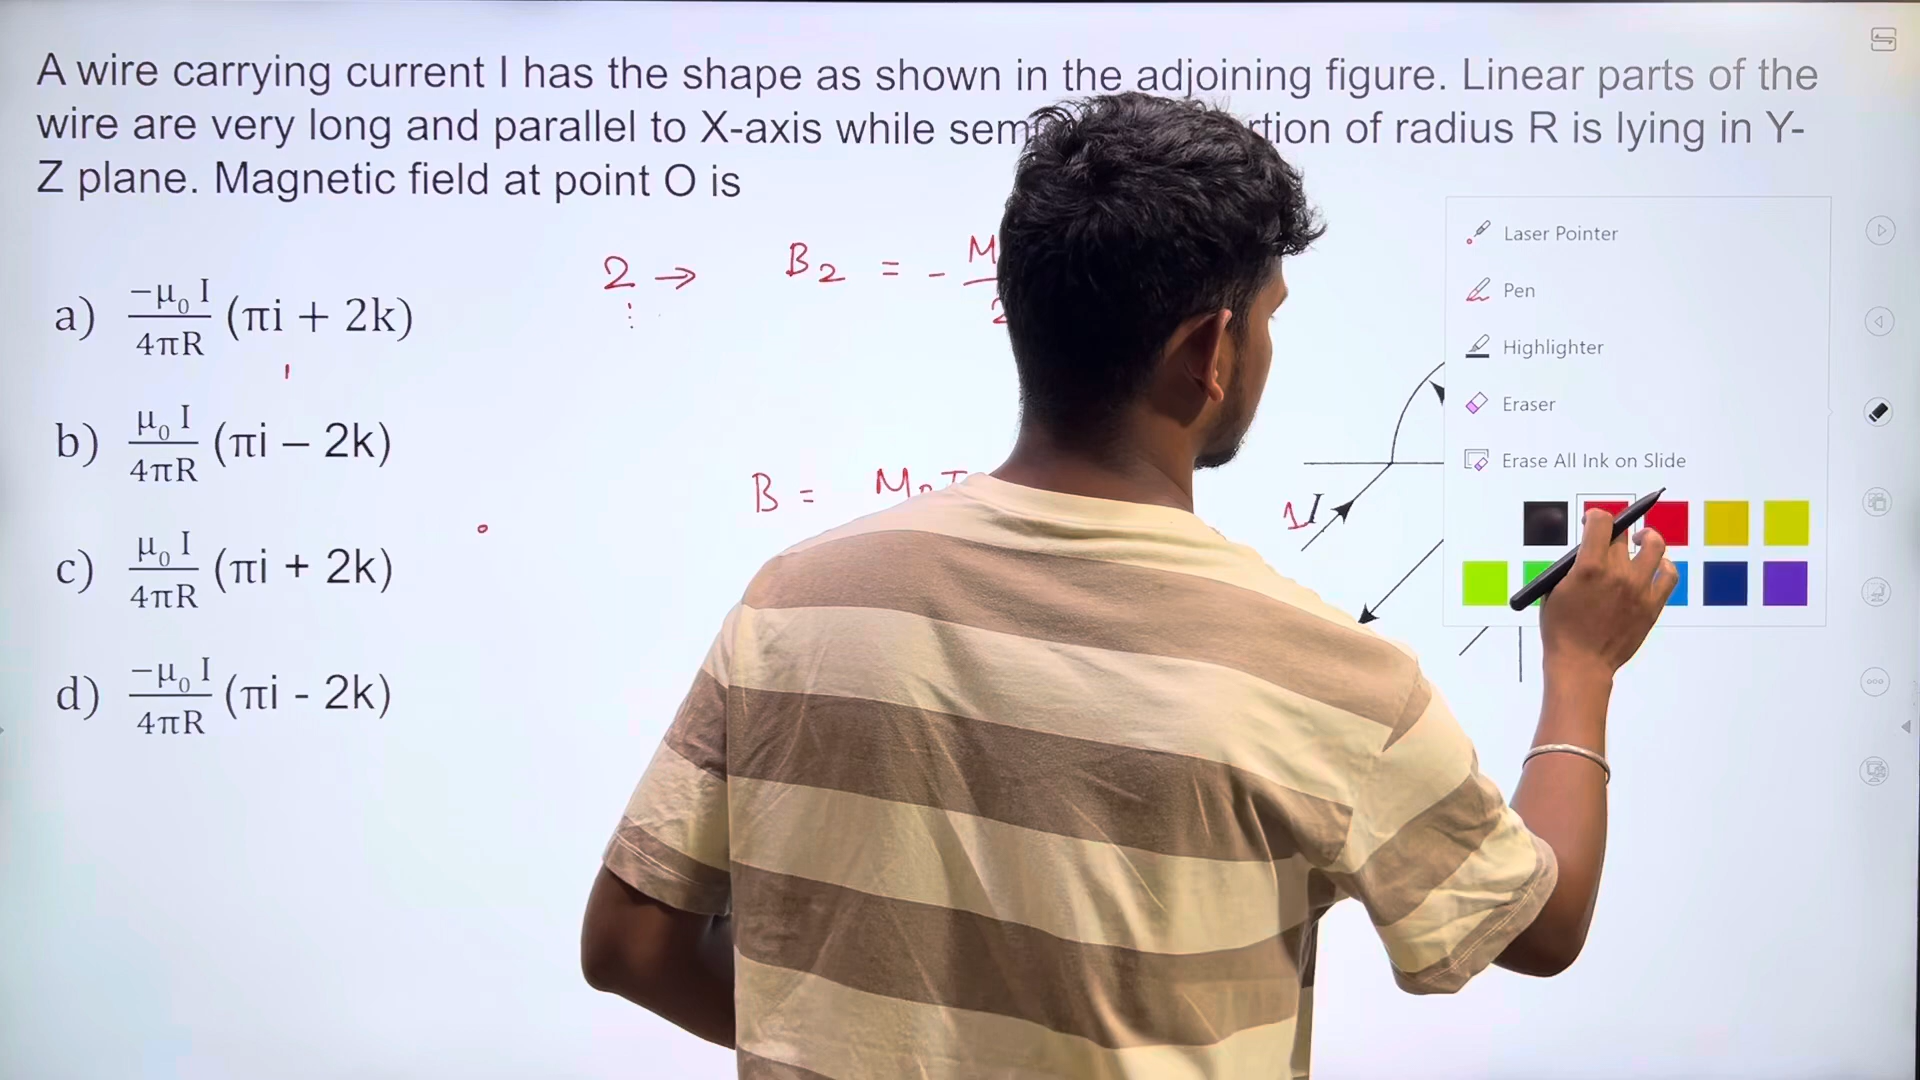 A wire carrying current I has the shape as shown in the adjoining figure. Linear parts of the
wire are very long and parallel to X-axis while sem rtion of radius R is lying in Y-
Z plane. Magnetic field at point O is
2 → B₂ = -
a) -μ₀ I / 4πR (πi + 2k)
b) μ₀ I / 4πR (πi – 2k)
B =
c) μ₀ I / 4πR (πi + 2k)
d) -μ₀ I / 4πR (πi - 2k)
1 I
Laser Pointer
Pen
Highlighter
Eraser
Erase All Ink on Slide